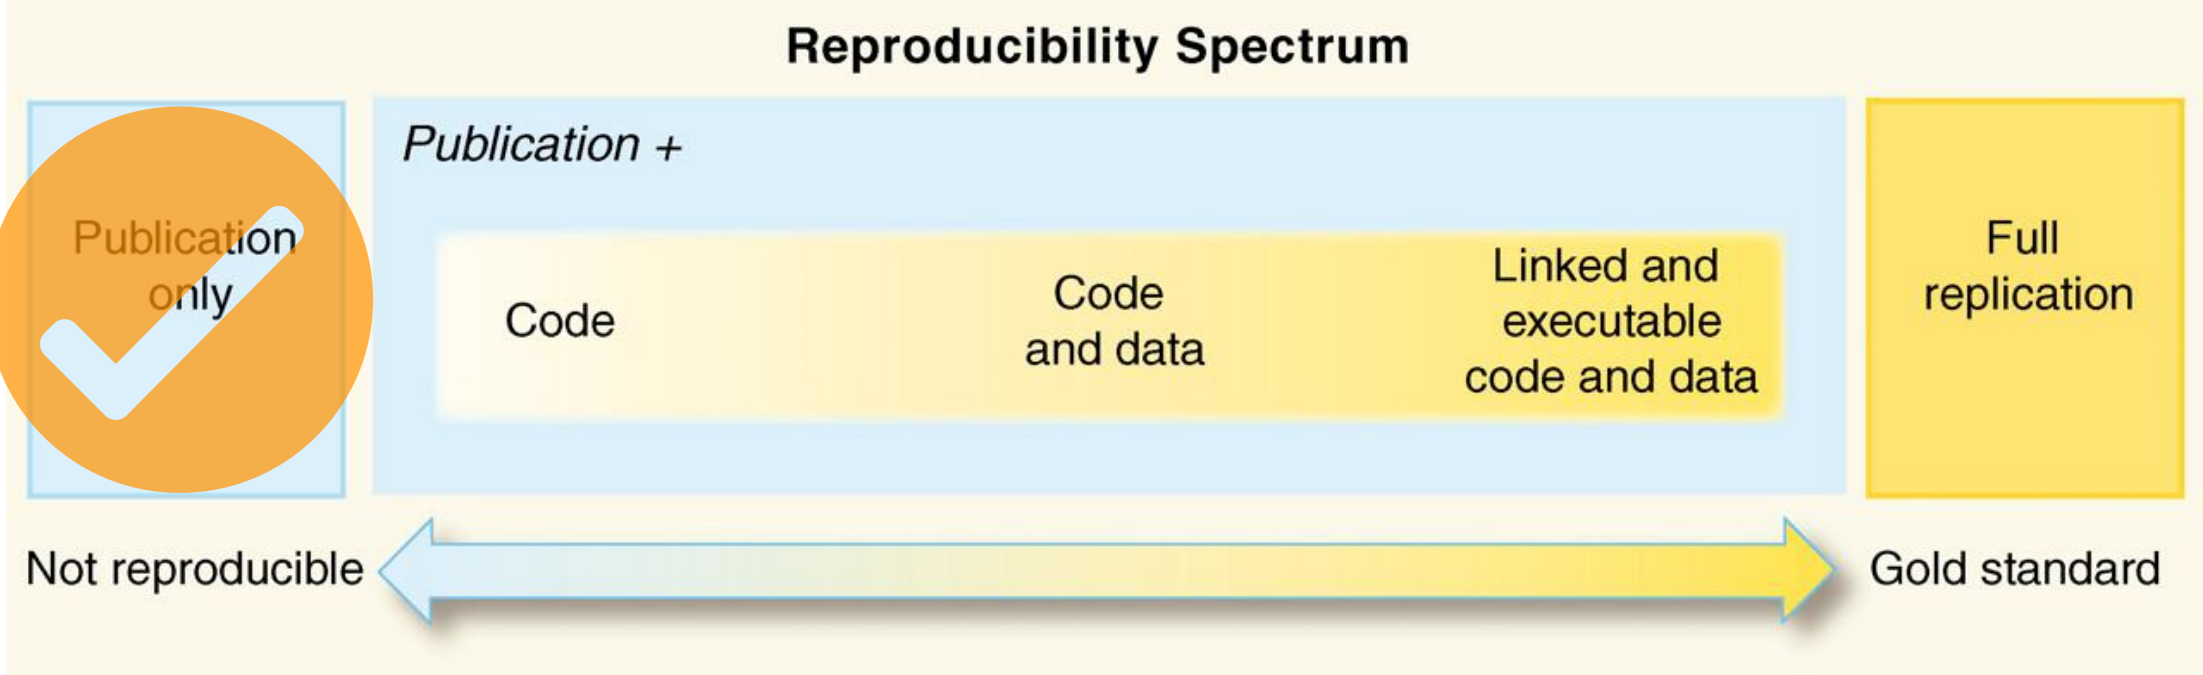 Reproducibility Spectrum
Publication
only
Publication +
Code
Code
and data
Linked and
executable
code and data
Full
replication
Not reproducible
Gold standard